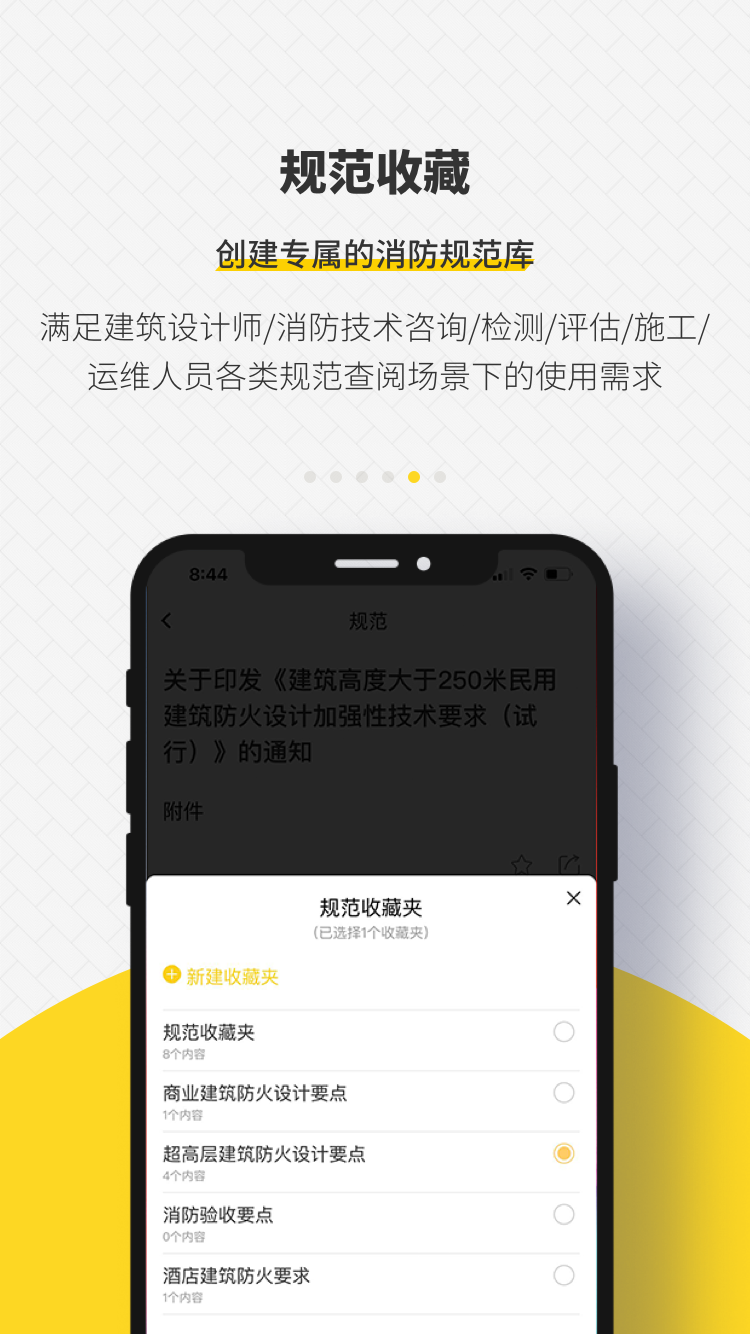 规范收藏
创建专属的消防规范库
满足建筑设计师/消防技术咨询/检测/评估/施工/
运维人员各类规范查阅场景下的使用需求
8:44
规范
关于印发《建筑高度大于250米民用
建筑防火设计加强性技术要求（试
行）》的通知
附件
规范收藏夹
（已选择1个收藏夹）
新建收藏夹
规范收藏夹
8个内容
商业建筑防火设计要点
1个内容
超高层建筑防火设计要点
4个内容
消防验收要点
0个内容
酒店建筑防火要求
1个内容